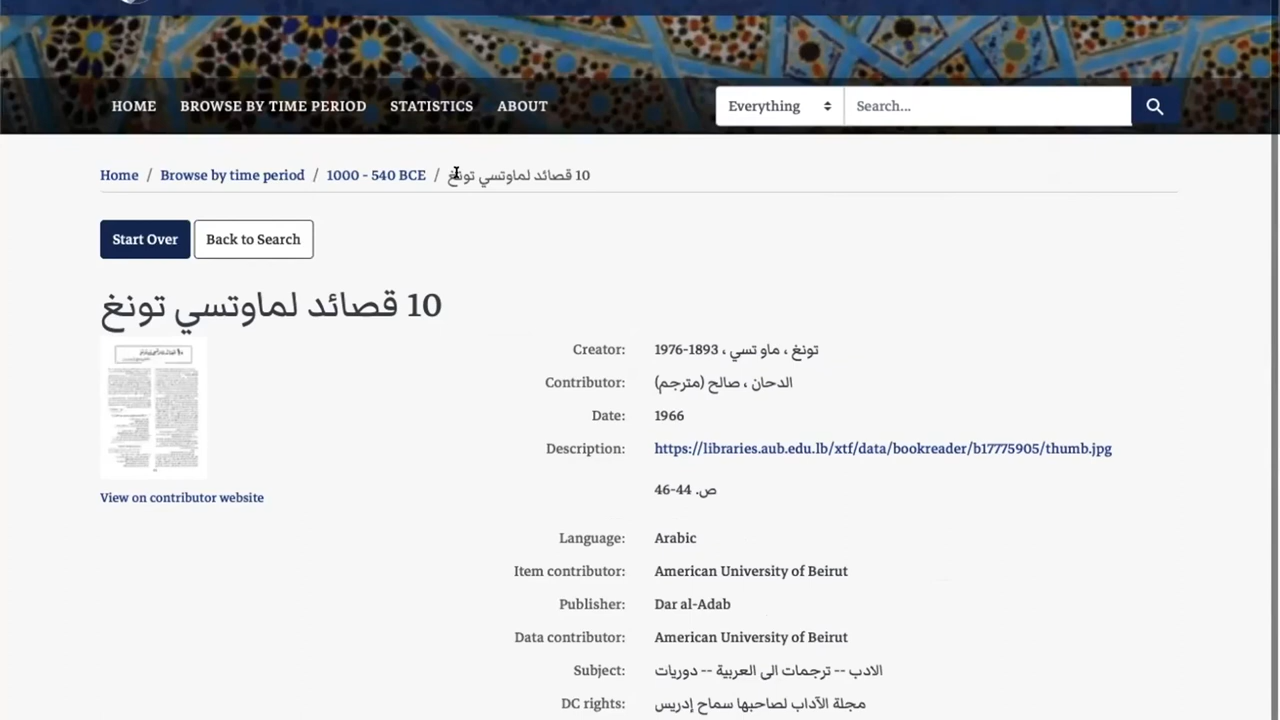 HOME BROWSE BY TIME PERIOD STATISTICS ABOUT Everything Search...
Home / Browse by time period / 1000 - 540 BCE / 10 قصائد لماوتسي تونغ
Start Over Back to Search
10 قصائد لماوتسي تونغ
Creator: تونغ ، ماو تسي ، 1893-1976
Contributor: الدحان ، صالح (مترجم)
Date: 1966
Description: https://libraries.aub.edu.lb/xtf/data/bookreader/b17775905/thumb.jpg
ص. 44-46
View on contributor website
Language: Arabic
Item contributor: American University of Beirut
Publisher: Dar al-Adab
Data contributor: American University of Beirut
Subject: الادب -- ترجمات الى العربية -- دوريات
DC rights: مجلة الآداب لصاحبها سماح إدريس